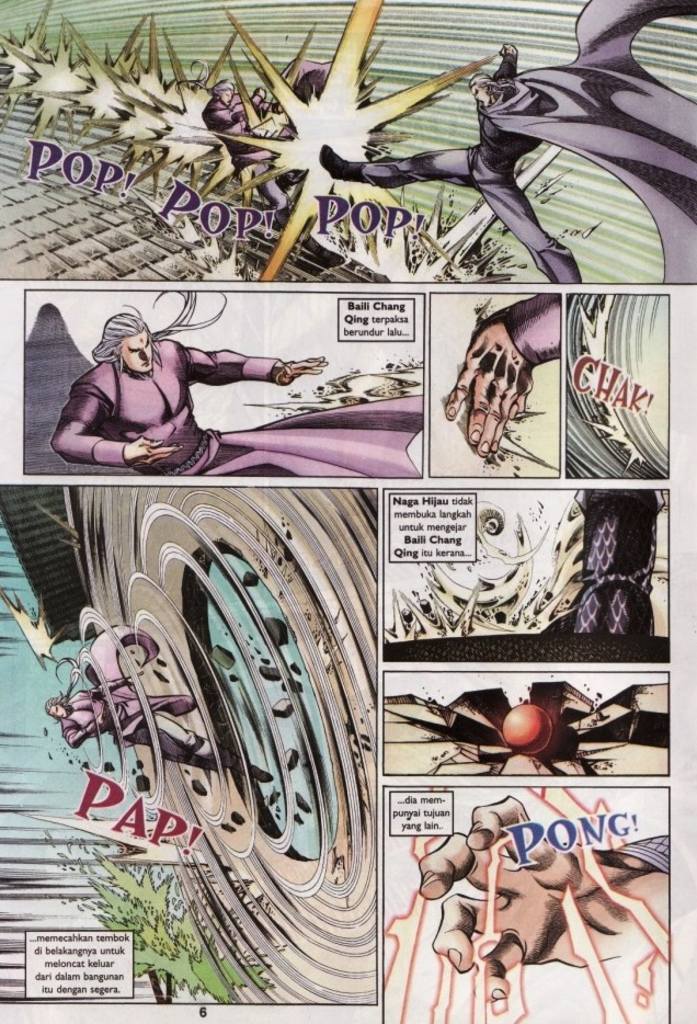 POP!
POP!
POP!
Baili Chang
Qing terpaksa
berundur lalu...
CHAK!
Naga Hijau tidak
membuka langkah
untuk mengejar
Baili Chang
Qing itu kerana...
PAP!
...memecahkan tembok
di belakangnya untuk
meloncat keluar
dari dalam bangunan
itu dengan segera.
...dia mem-
punyai tujuan
yang lain..
PONG!
6